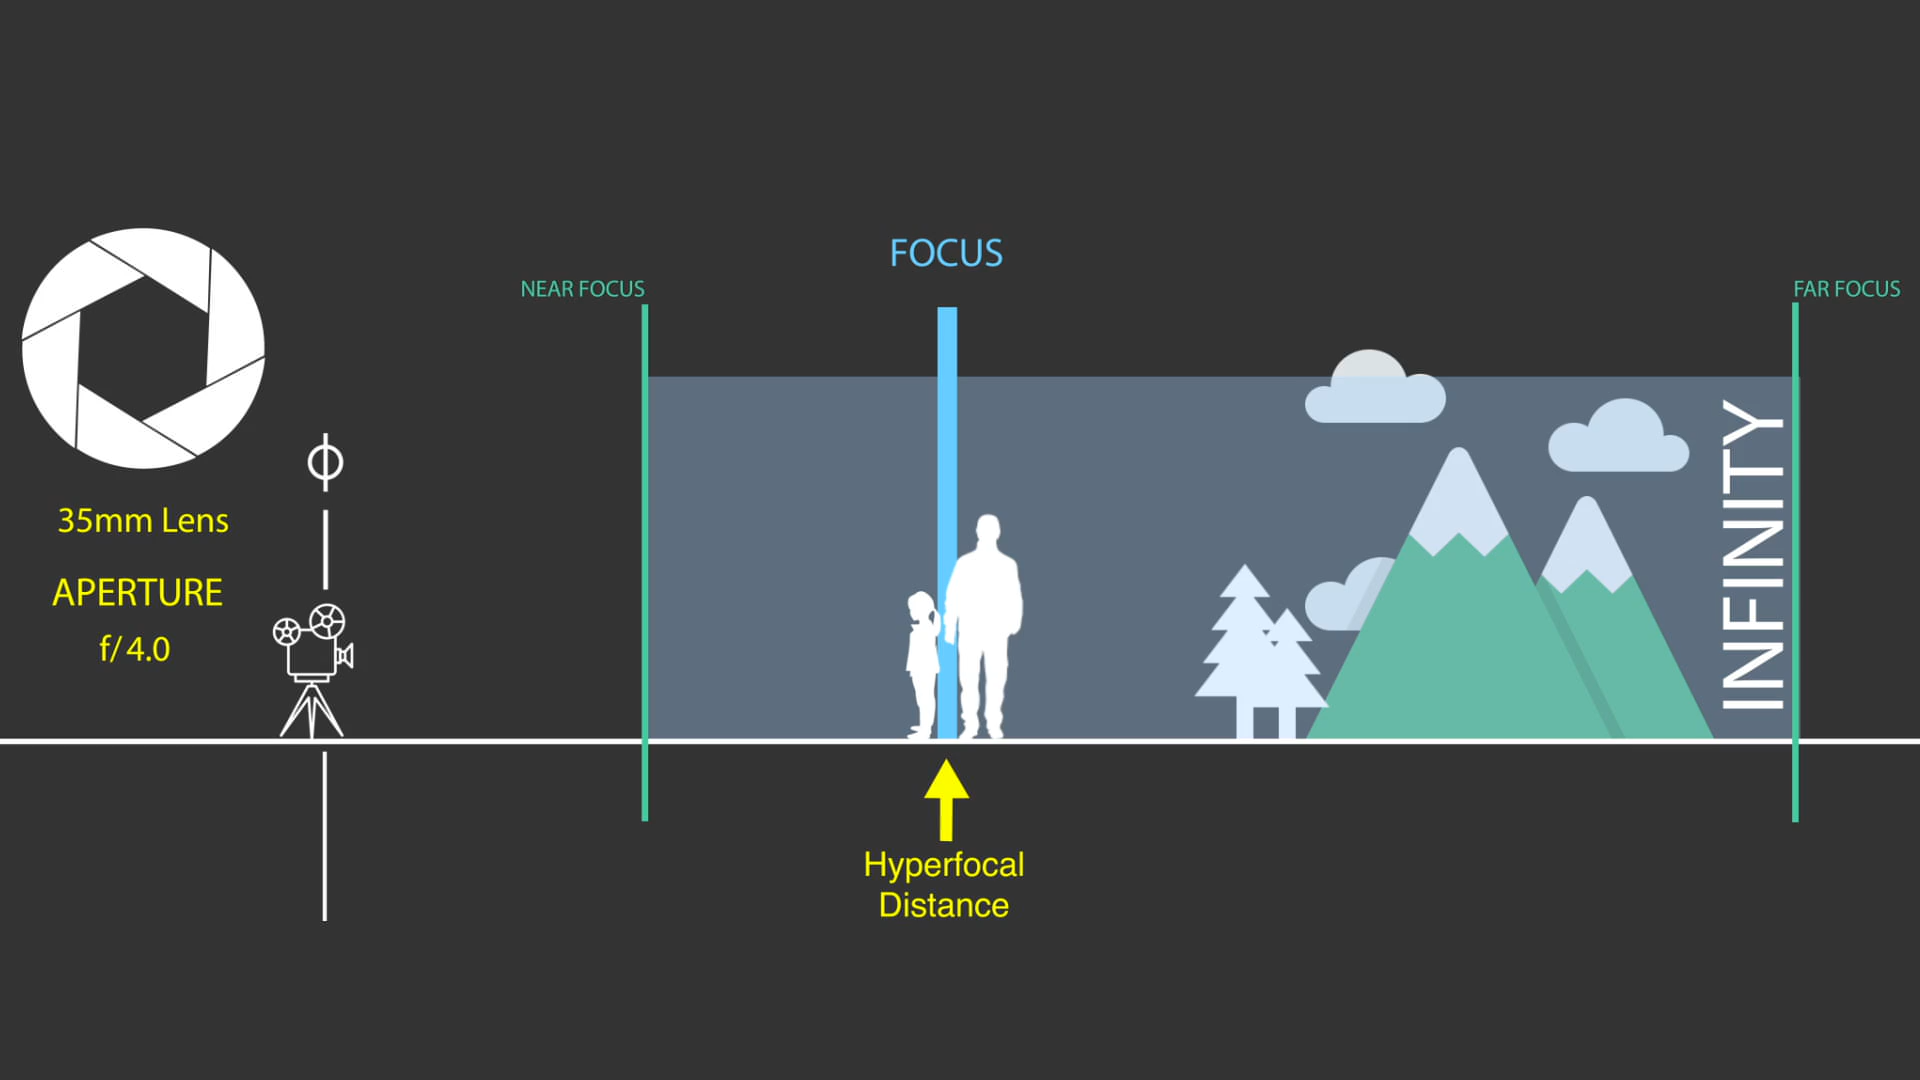 FOCUS
NEAR FOCUS
FAR FOCUS
35mm Lens
APERTURE
f/ 4.0
INFINITY
Hyperfocal
Distance